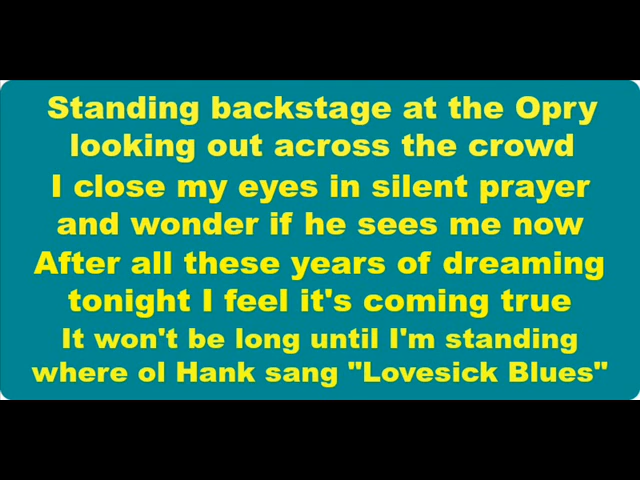 Standing backstage at the Opry
looking out across the crowd
I close my eyes in silent prayer
and wonder if he sees me now
After all these years of dreaming
tonight I feel it's coming true
It won't be long until I'm standing
where ol Hank sang "Lovesick Blues"